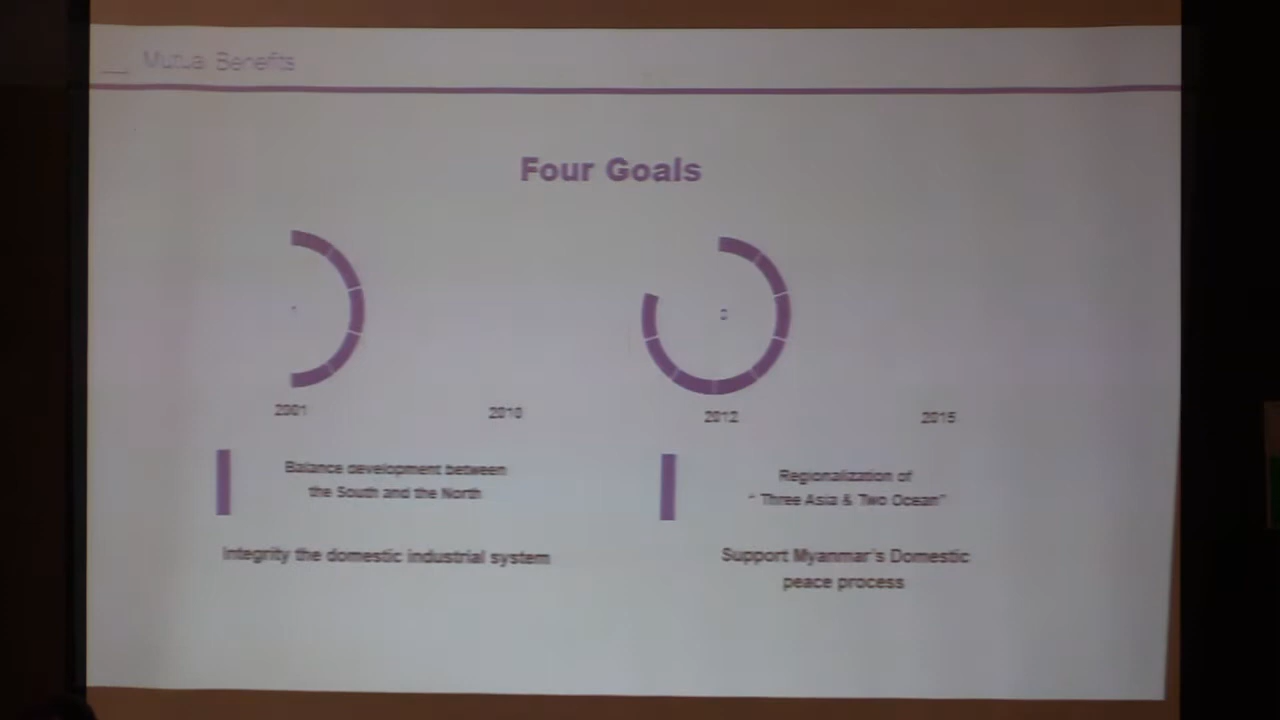 Mutual Benefits
Four Goals
2001
2010
2012
2015
Balance development between
the South and the North
Regionalization of
“ Three Asia & Two Ocean”
Integrity the domestic industrial system
Support Myanmar's Domestic
peace process